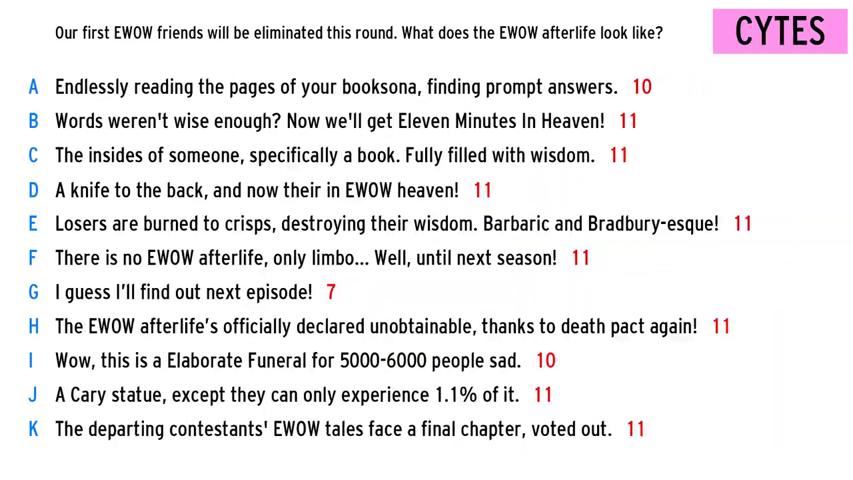 Our first EWOW friends will be eliminated this round. What does the EWOW afterlife look like?
CYTES
A Endlessly reading the pages of your booksona, finding prompt answers. 10
B Words weren't wise enough? Now we'll get Eleven Minutes In Heaven! 11
C The insides of someone, specifically a book. Fully filled with wisdom. 11
D A knife to the back, and now their in EWOW heaven! 11
E Losers are burned to crisps, destroying their wisdom. Barbaric and Bradbury-esque! 11
F There is no EWOW afterlife, only limbo... Well, until next season! 11
G I guess I’ll find out next episode! 7
H The EWOW afterlife’s officially declared unobtainable, thanks to death pact again! 11
I Wow, this is a Elaborate Funeral for 5000-6000 people sad. 10
J A Cary statue, except they can only experience 1.1% of it. 11
K The departing contestants' EWOW tales face a final chapter, voted out. 11